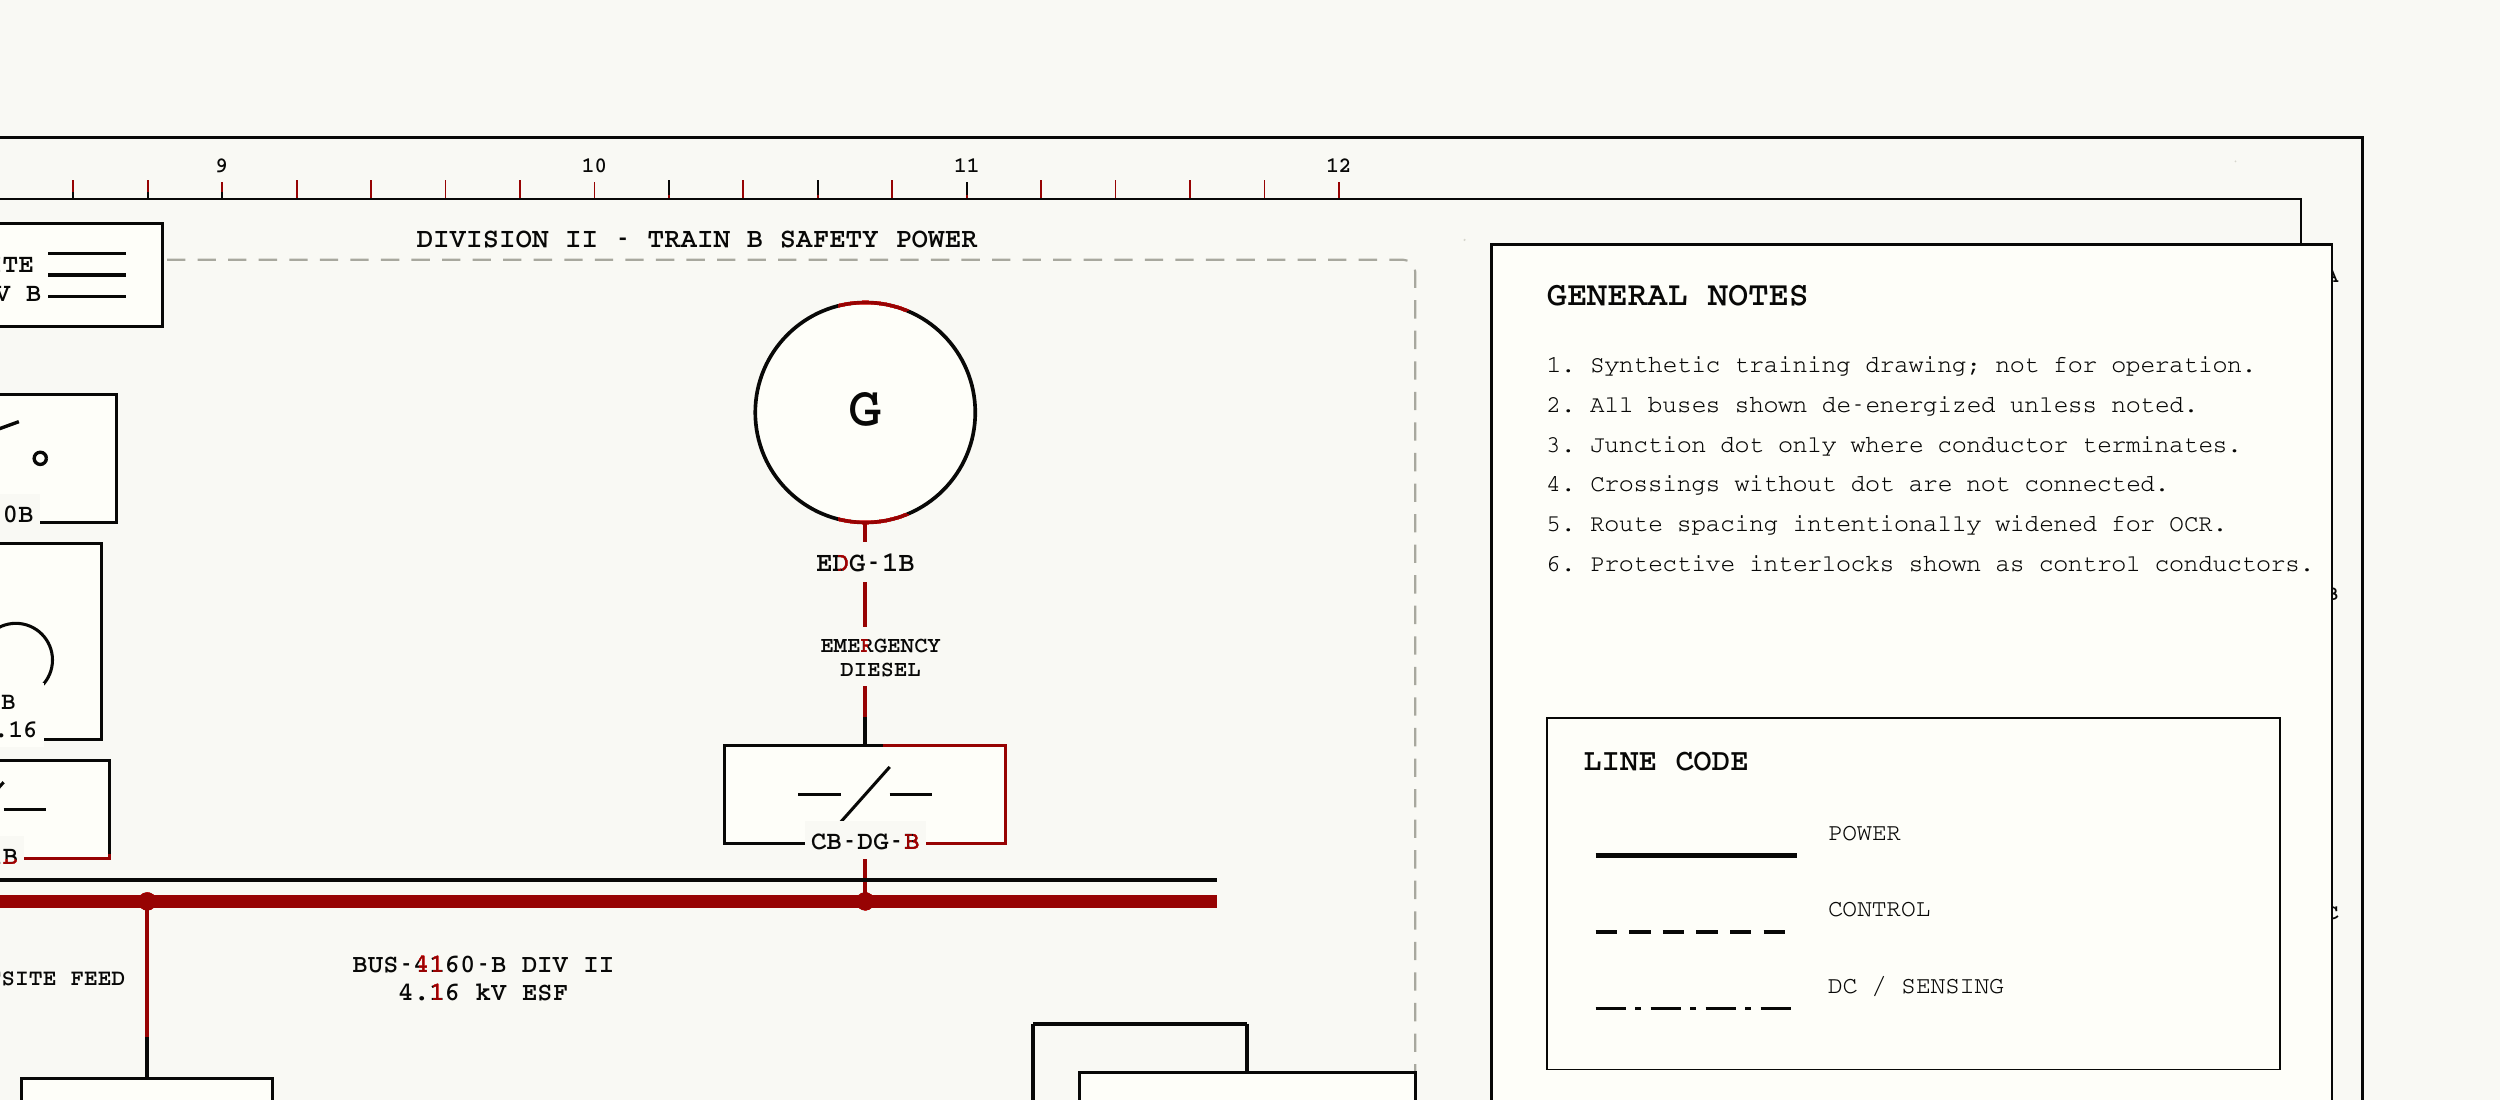 9 10 11 12
DIVISION II - TRAIN B SAFETY POWER
TE
V B
G
0B
EDG-1B
EMERGENCY
DIESEL
B
.16
CB-DG-B
B
SITE FEED
BUS-4160-B DIV II
4.16 kV ESF
GENERAL NOTES
1. Synthetic training drawing; not for operation.
2. All buses shown de-energized unless noted.
3. Junction dot only where conductor terminates.
4. Crossings without dot are not connected.
5. Route spacing intentionally widened for OCR.
6. Protective interlocks shown as control conductors.
LINE CODE
POWER
CONTROL
DC / SENSING